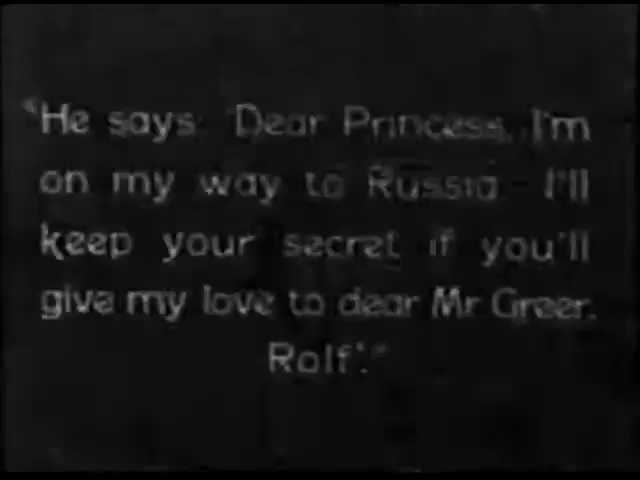 "He says: 'Dear Princess, I'm
on my way to Russia - I'll
keep your secret if you'll
give my love to dear Mr Greer.
Rolf'."